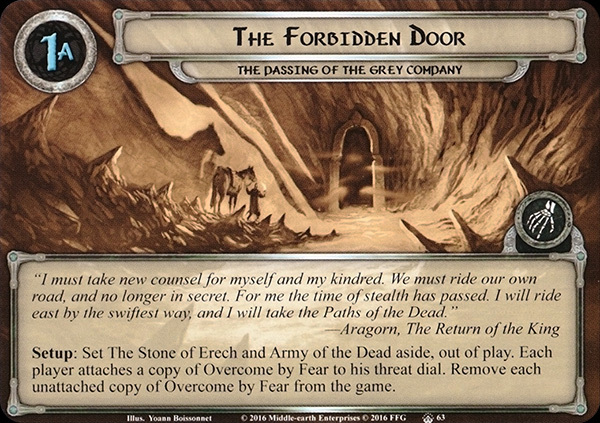 1A
THE FORBIDDEN DOOR
THE PASSING OF THE GREY COMPANY
“I must take new counsel for myself and my kindred. We must ride our own
road, and no longer in secret. For me the time of stealth has passed. I will ride
east by the swiftest way, and I will take the Paths of the Dead.”
—Aragorn, The Return of the King
Setup: Set The Stone of Erech and Army of the Dead aside, out of play. Each
player attaches a copy of Overcome by Fear to his threat dial. Remove each
unattached copy of Overcome by Fear from the game.
Illus. Yoann Boissonnet © 2016 Middle-earth Enterprises © 2016 FFG 63